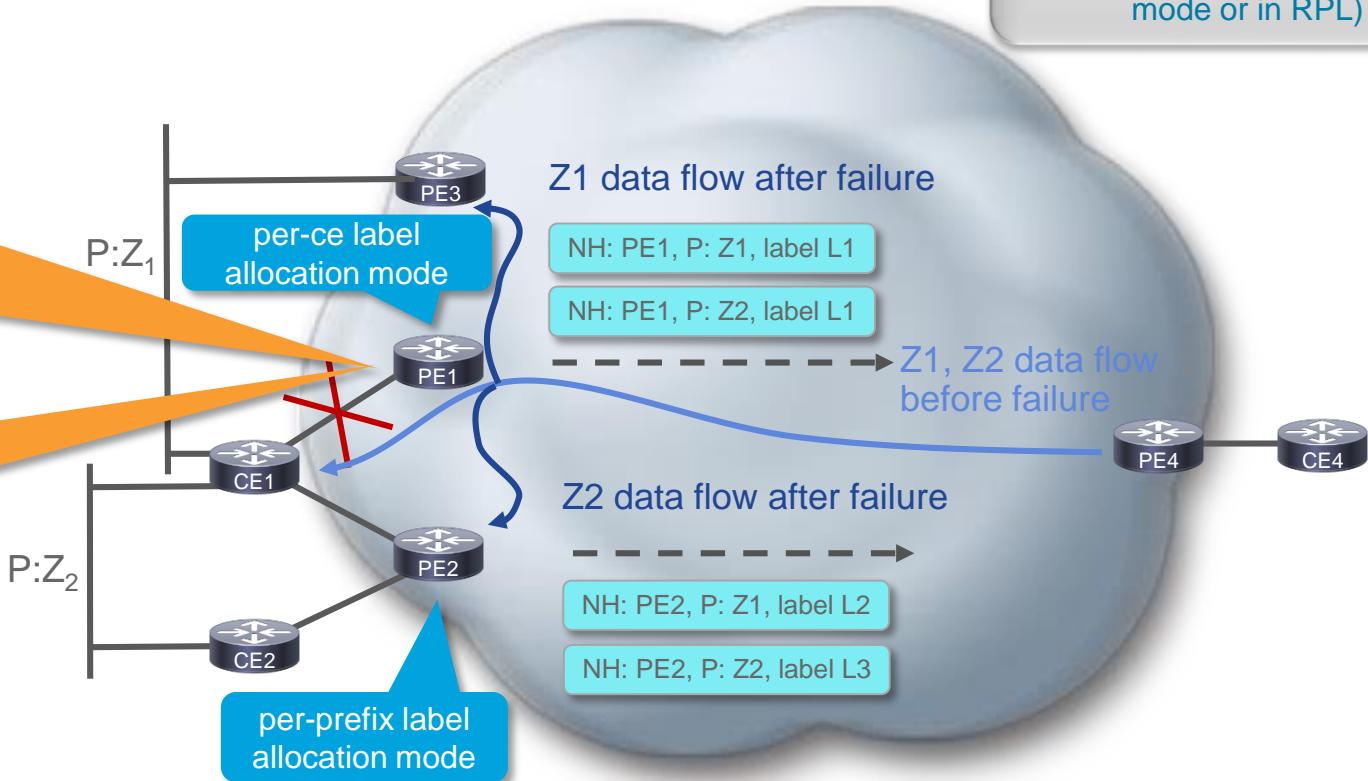 mode or in RPL)
PE3
Z1 data flow after failure
per-ce label
allocation mode
NH: PE1, P: Z1, label L1
P:Z₁
NH: PE1, P: Z2, label L1
PE1
Z1, Z2 data flow
before failure
PE4
CE4
CE1
Z2 data flow after failure
PE2
P:Z₂
NH: PE2, P: Z1, label L2
CE2
NH: PE2, P: Z2, label L3
per-prefix label
allocation mode